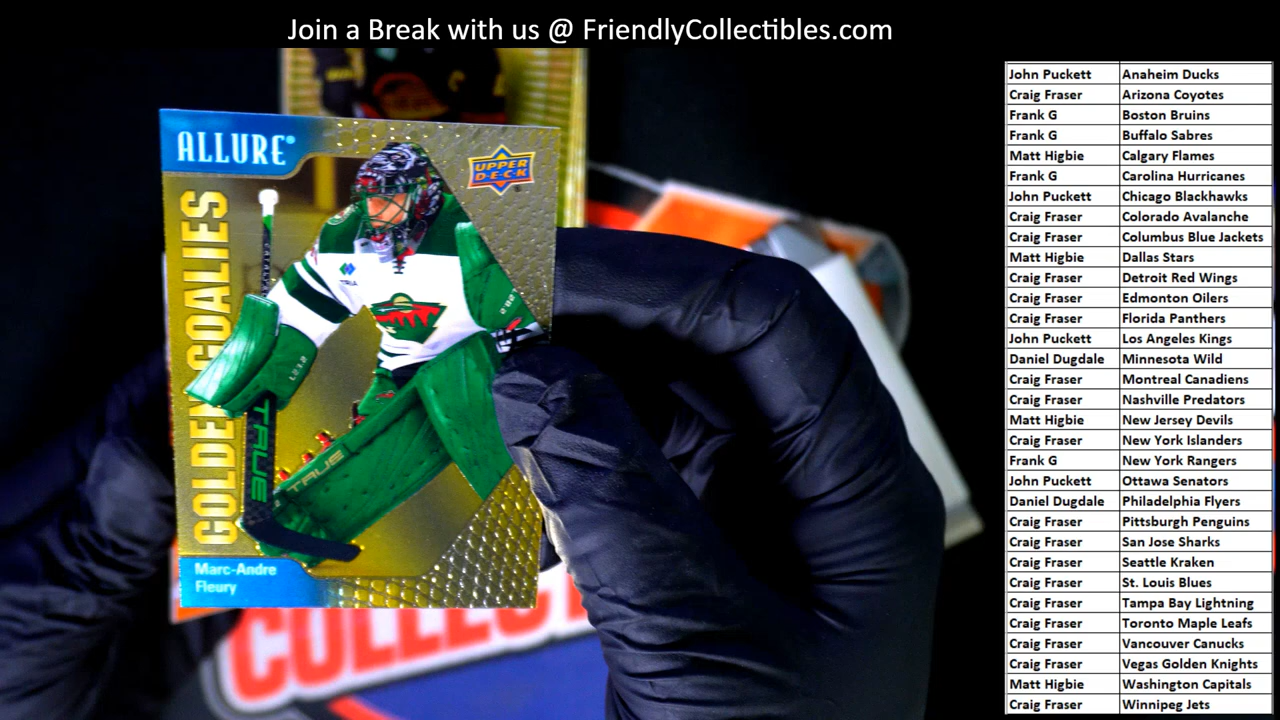 Join a Break with us @ FriendlyCollectibles.com
ALLURE
UPPER
DECK
GOLDEN GOALIES
TRUE
TRUE
Marc-Andre
Fleury
COLLEC
John Puckett Anaheim Ducks
Craig Fraser Arizona Coyotes
Frank G Boston Bruins
Frank G Buffalo Sabres
Matt Higbie Calgary Flames
Frank G Carolina Hurricanes
John Puckett Chicago Blackhawks
Craig Fraser Colorado Avalanche
Craig Fraser Columbus Blue Jackets
Matt Higbie Dallas Stars
Craig Fraser Detroit Red Wings
Craig Fraser Edmonton Oilers
Craig Fraser Florida Panthers
John Puckett Los Angeles Kings
Daniel Dugdale Minnesota Wild
Craig Fraser Montreal Canadiens
Craig Fraser Nashville Predators
Matt Higbie New Jersey Devils
Craig Fraser New York Islanders
Frank G New York Rangers
John Puckett Ottawa Senators
Daniel Dugdale Philadelphia Flyers
Craig Fraser Pittsburgh Penguins
Craig Fraser San Jose Sharks
Craig Fraser Seattle Kraken
Craig Fraser St. Louis Blues
Craig Fraser Tampa Bay Lightning
Craig Fraser Toronto Maple Leafs
Craig Fraser Vancouver Canucks
Craig Fraser Vegas Golden Knights
Matt Higbie Washington Capitals
Craig Fraser Winnipeg Jets